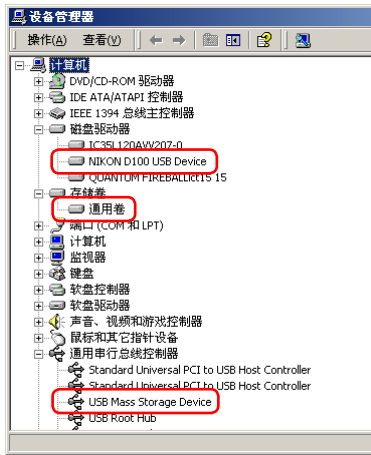 设备管理器
操作(A) 查看(V)
计算机
DVD/CD-ROM 驱动器
IDE ATA/ATAPI 控制器
IEEE 1394 总线主控制器
磁盘驱动器
IC35L120AVV207-0
NIKON D100 USB Device
QUANTUM FIREBALLlct15 15
存储卷
通用卷
端口 (COM 和 LPT)
计算机
监视器
键盘
软盘控制器
软盘驱动器
声音、视频和游戏控制器
鼠标和其它指针设备
通用串行总线控制器
Standard Universal PCI to USB Host Controller
Standard Universal PCI to USB Host Controller
USB Mass Storage Device
USB Root Hub